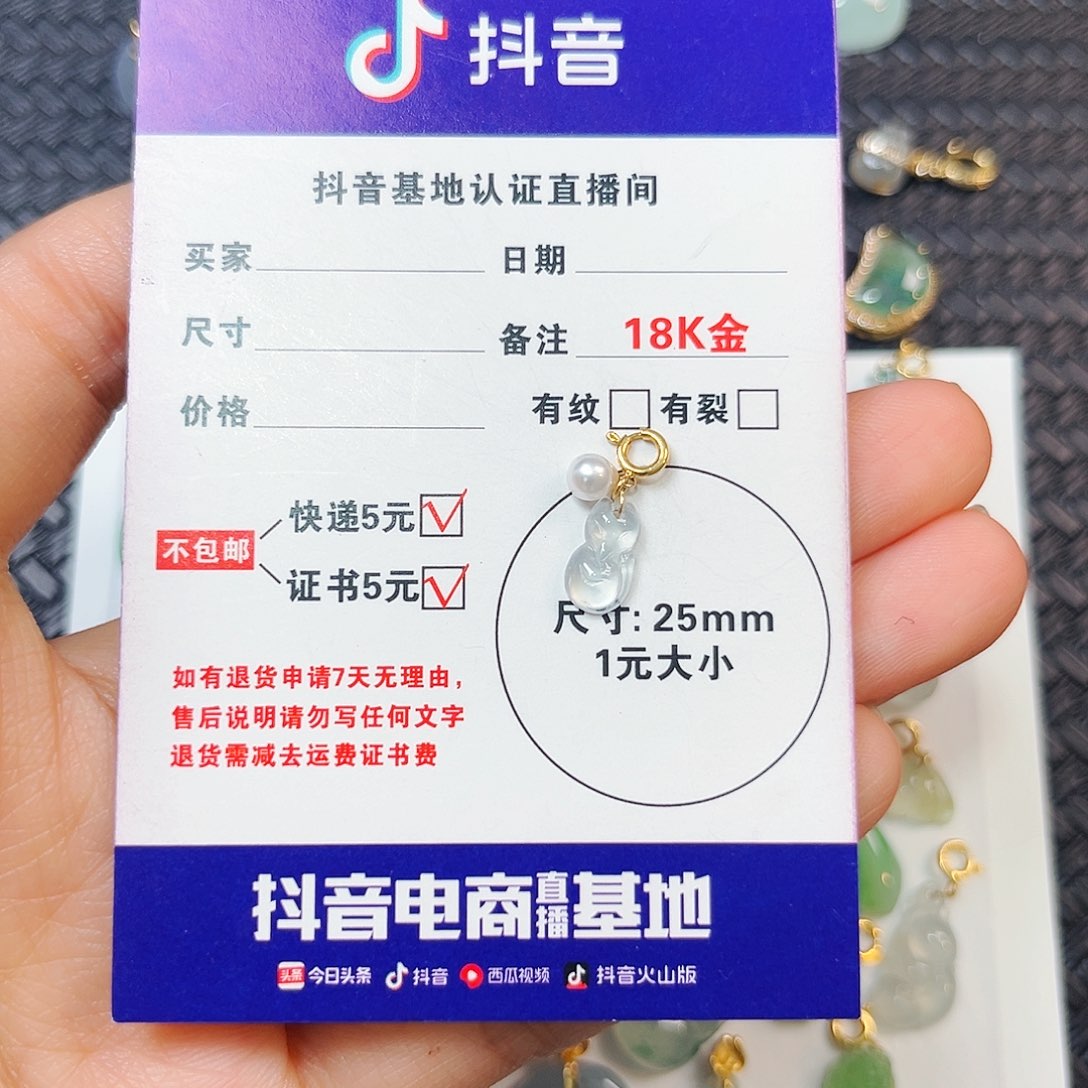 抖音
抖音基地认证直播间
买家 日期
尺寸 备注 18K金
价格 有纹 有裂
快递5元
不包邮
证书5元
尺寸: 25mm
1元大小
如有退货申请7天无理由，
售后说明请勿写任何文字
退货需减去运费证书费
抖音电商直播基地
头条 今日头条 抖音 西瓜视频 抖音火山版